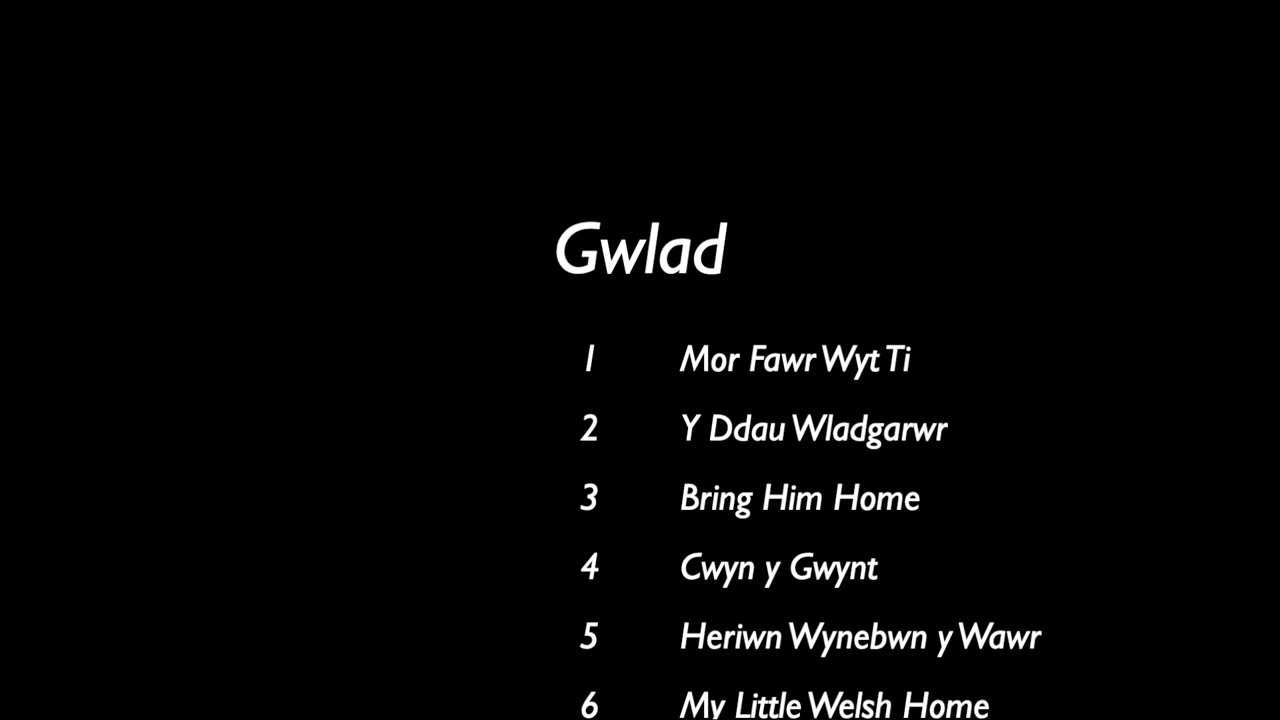 Gwlad
1 Mor Fawr Wyt Ti
2 Y Ddau Wladgarwr
3 Bring Him Home
4 Cwyn y Gwynt
5 Heriwn Wynebwn y Wawr
6 My Little Welsh Home